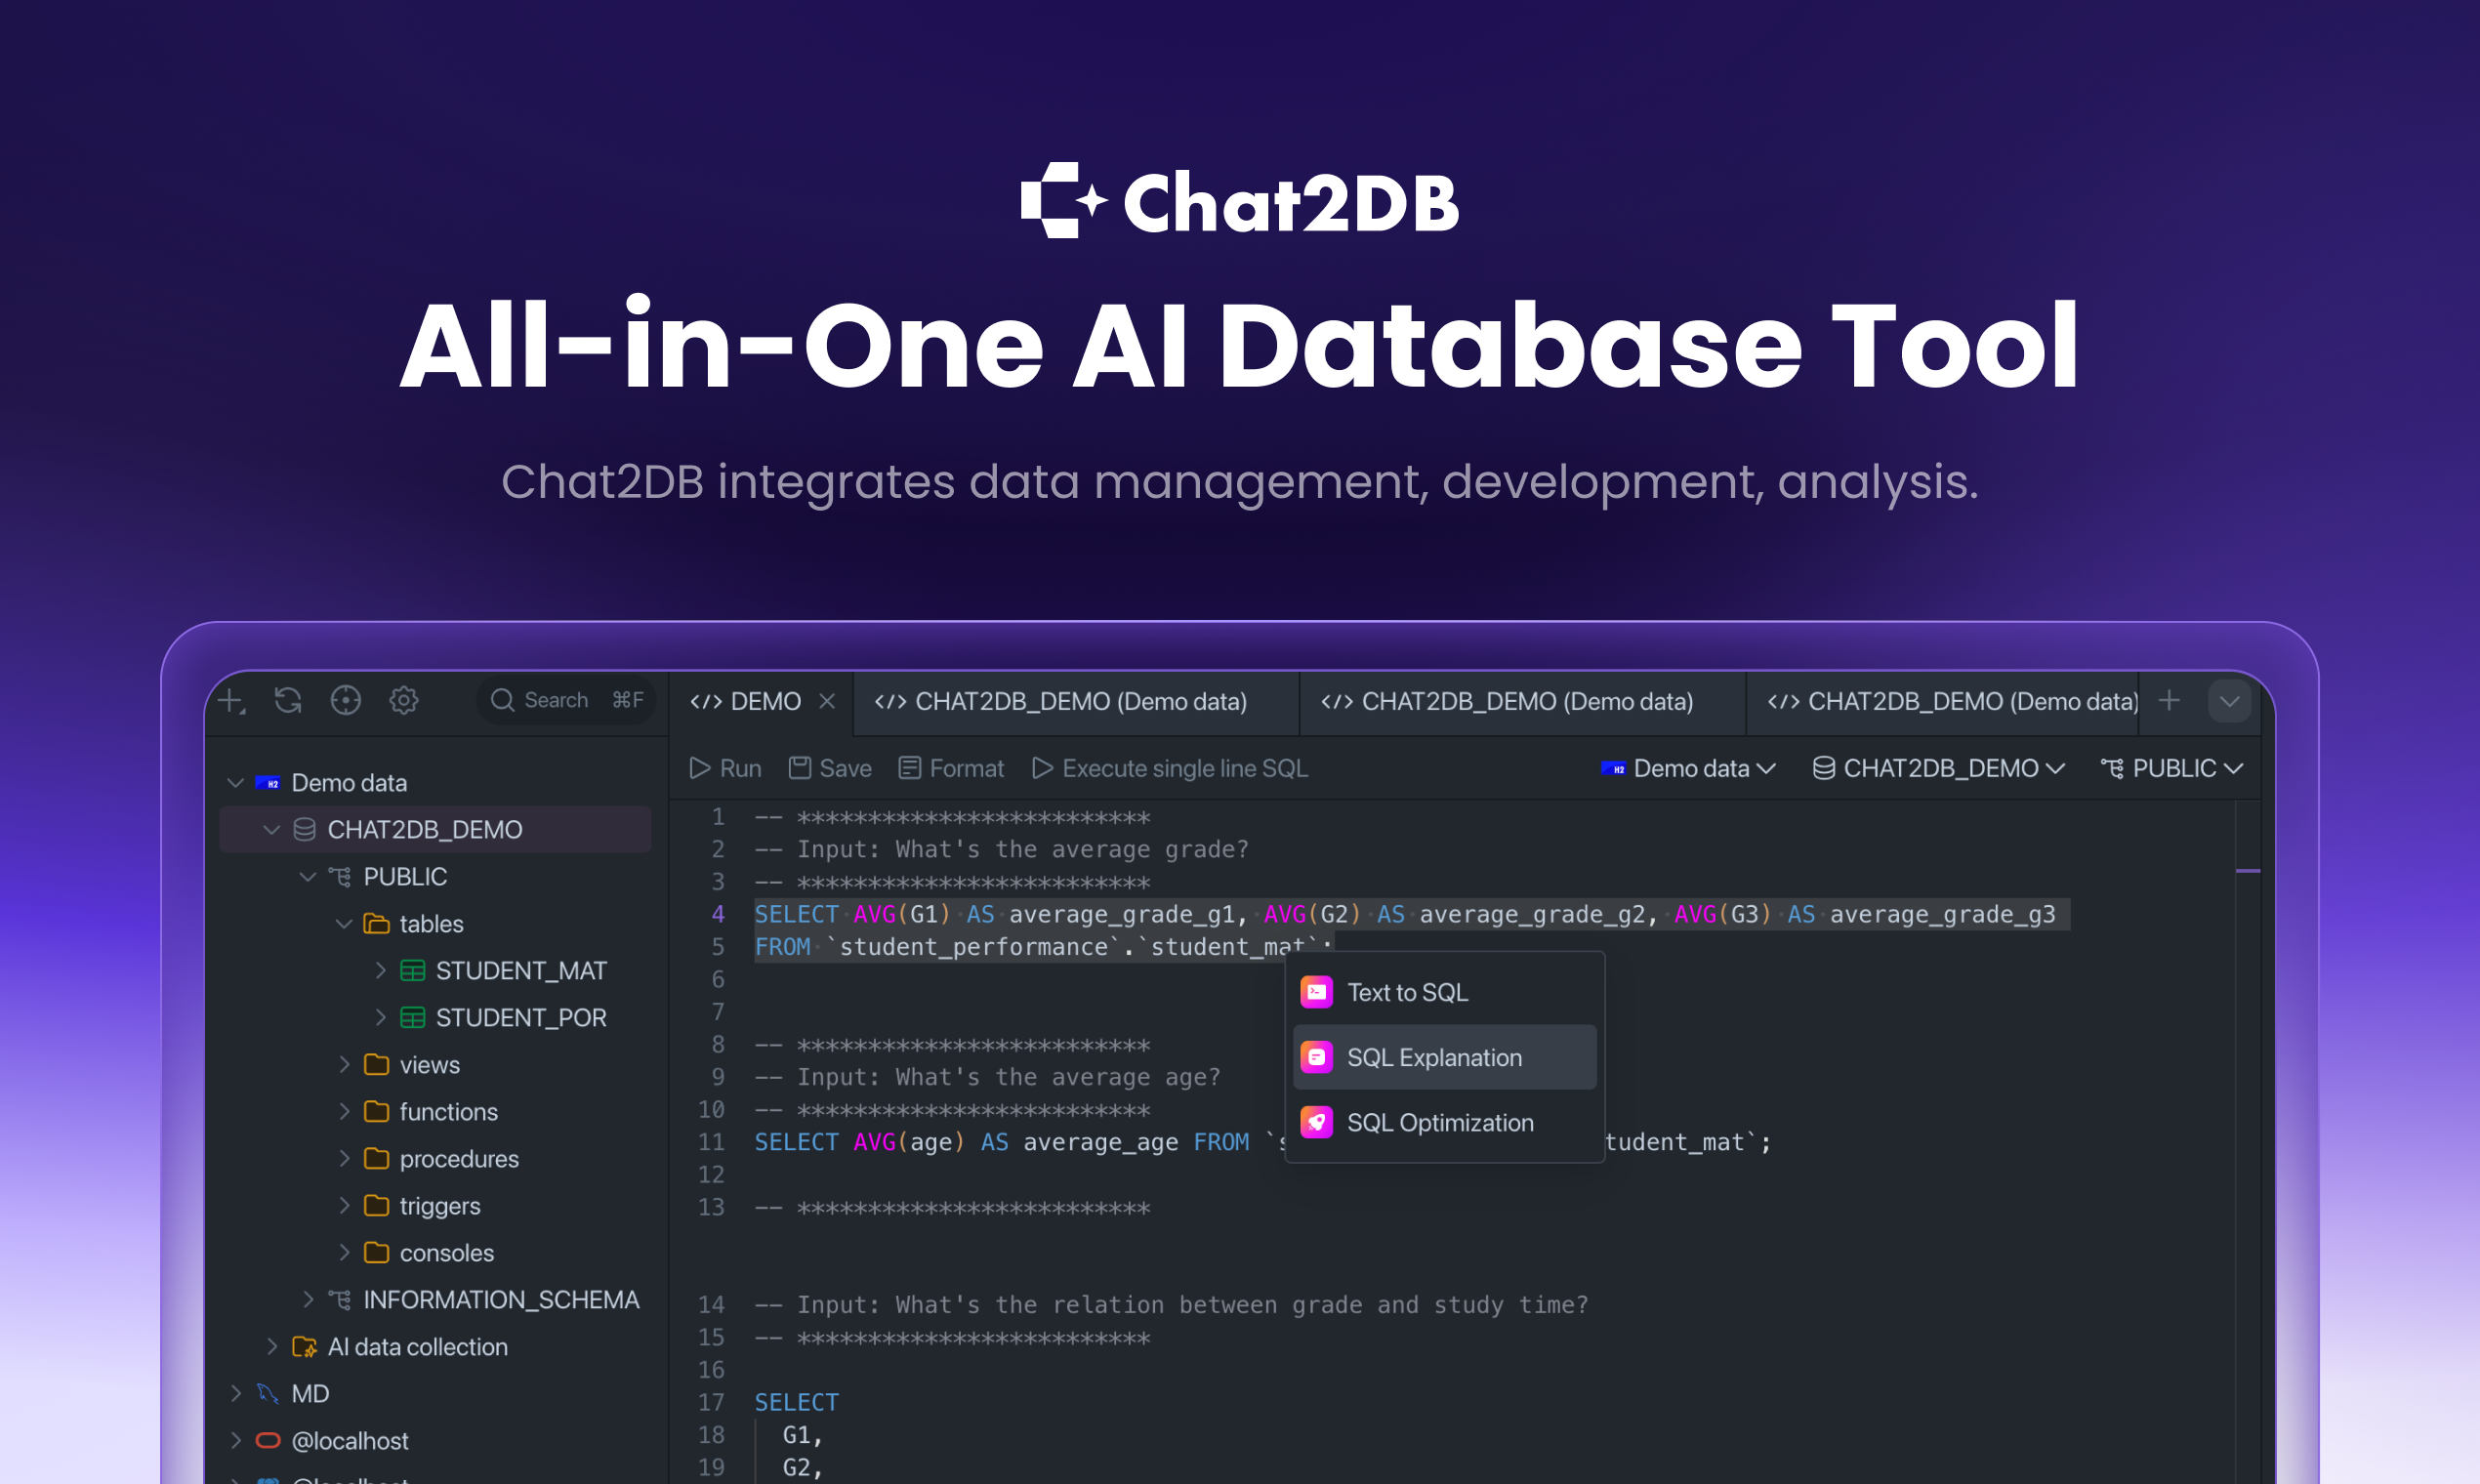 Chat2DB
All-in-One AI Database Tool
Chat2DB integrates data management, development, analysis.
Search ⌘F
DEMO
CHAT2DB_DEMO (Demo data)
CHAT2DB_DEMO (Demo data)
CHAT2DB_DEMO (Demo data)
Run Save Format Execute single line SQL
H2 Demo data CHAT2DB_DEMO PUBLIC
H2 Demo data
CHAT2DB_DEMO
PUBLIC
tables
STUDENT_MAT
STUDENT_POR
views
functions
procedures
triggers
consoles
INFORMATION_SCHEMA
AI data collection
MD
@localhost
@localhost
1 -- *************************
2 -- Input: What's the average grade?
3 -- *************************
4 SELECT AVG(G1) AS average_grade_g1, AVG(G2) AS average_grade_g2, AVG(G3) AS average_grade_g3
5 FROM `student_performance`.`student_mat`;
6
7
8 -- *************************
9 -- Input: What's the average age?
10 -- *************************
11 SELECT AVG(age) AS average_age FROM `s tudent_mat`;
12
13 -- *************************
14 -- Input: What's the relation between grade and study time?
15 -- *************************
16
17 SELECT
18 G1,
19 G2,
Text to SQL
SQL Explanation
SQL Optimization